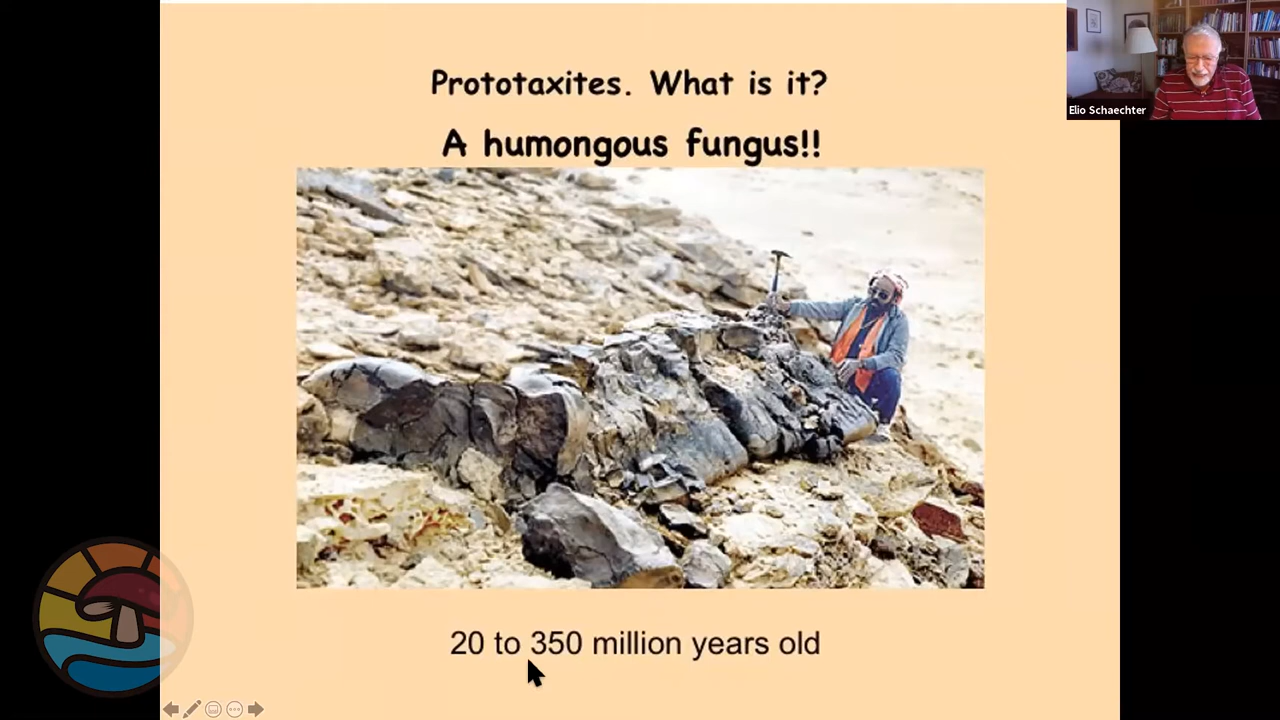 Prototaxites. What is it?
A humongous fungus!!
Elio Schaechter
20 to 350 million years old